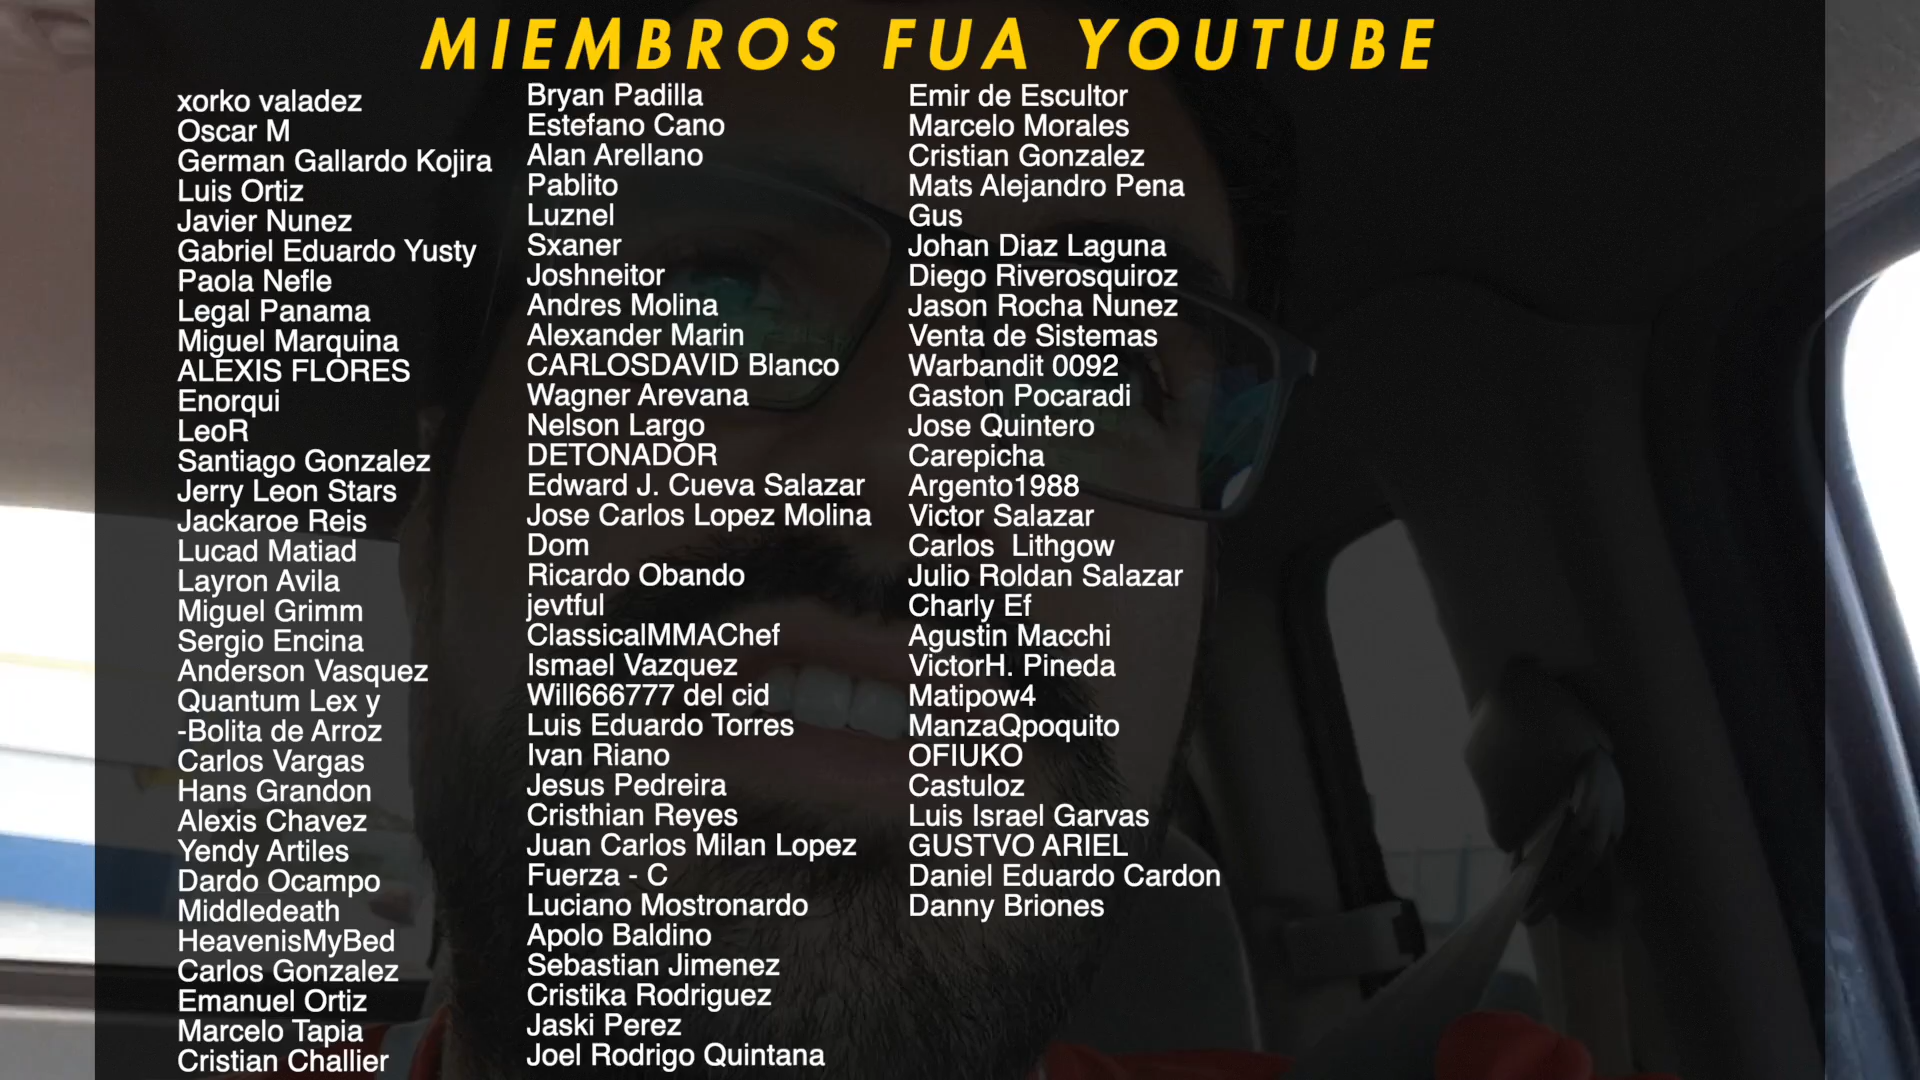 MIEMBROS FUA YOUTUBE
xorko valadez
Oscar M
German Gallardo Kojira
Luis Ortiz
Javier Nunez
Gabriel Eduardo Yusty
Paola Nefle
Legal Panama
Miguel Marquina
ALEXIS FLORES
Enorqui
LeoR
Santiago Gonzalez
Jerry Leon Stars
Jackaroe Reis
Lucad Matiad
Layron Avila
Miguel Grimm
Sergio Encina
Anderson Vasquez
Quantum Lex y
-Bolita de Arroz
Carlos Vargas
Hans Grandon
Alexis Chavez
Yendy Artiles
Dardo Ocampo
Middledeath
HeavenisMyBed
Carlos Gonzalez
Emanuel Ortiz
Marcelo Tapia
Cristian Challier
Bryan Padilla
Estefano Cano
Alan Arellano
Pablito
Luznel
Sxaner
Joshneitor
Andres Molina
Alexander Marin
CARLOSDAVID Blanco
Wagner Arevana
Nelson Largo
DETONADOR
Edward J. Cueva Salazar
Jose Carlos Lopez Molina
Dom
Ricardo Obando
jevtful
ClassicalMMAChef
Ismael Vazquez
Will666777 del cid
Luis Eduardo Torres
Ivan Riano
Jesus Pedreira
Cristhian Reyes
Juan Carlos Milan Lopez
Fuerza - C
Luciano Mostronardo
Apolo Baldino
Sebastian Jimenez
Cristika Rodriguez
Jaski Perez
Joel Rodrigo Quintana
Emir de Escultor
Marcelo Morales
Cristian Gonzalez
Mats Alejandro Pena
Gus
Johan Diaz Laguna
Diego Riverosquiroz
Jason Rocha Nunez
Venta de Sistemas
Warbandit 0092
Gaston Pocaradi
Jose Quintero
Carepicha
Argento1988
Victor Salazar
Carlos  Lithgow
Julio Roldan Salazar
Charly Ef
Agustin Macchi
VictorH. Pineda
Matipow4
ManzaQpoquito
OFIUKO
Castuloz
Luis Israel Garvas
GUSTVO ARIEL
Daniel Eduardo Cardon
Danny Briones